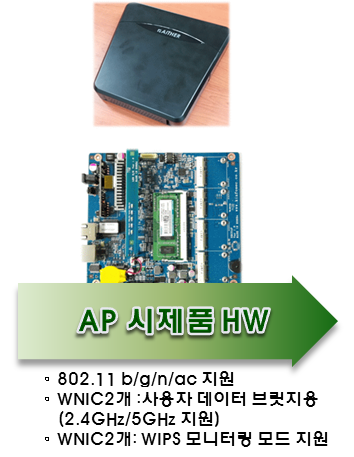 AP 시제품 HW
802.11 b/g/n/ac 지원
WNIC2개 :사용자 데이터 브릿지용
(2.4GHz/5GHz 지원)
WNIC2개: WIPS 모니터링 모드 지원